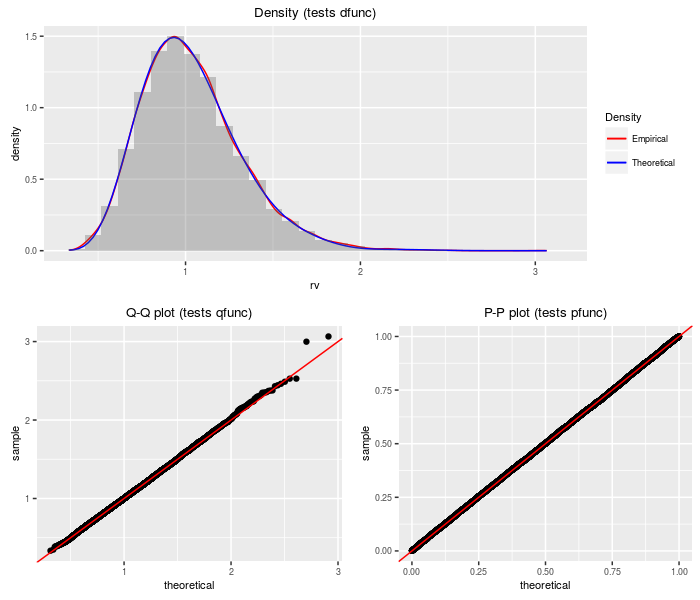 Density (tests dfunc)
1.5
1.0
0.5
0.0
density
1
2
3
rv
Density
Empirical
Theoretical
Q-Q plot (tests qfunc)
3
2
1
sample
1
2
3
theoretical
P-P plot (tests pfunc)
1.00
0.75
0.50
0.25
0.00
sample
0.00
0.25
0.50
0.75
1.00
theoretical